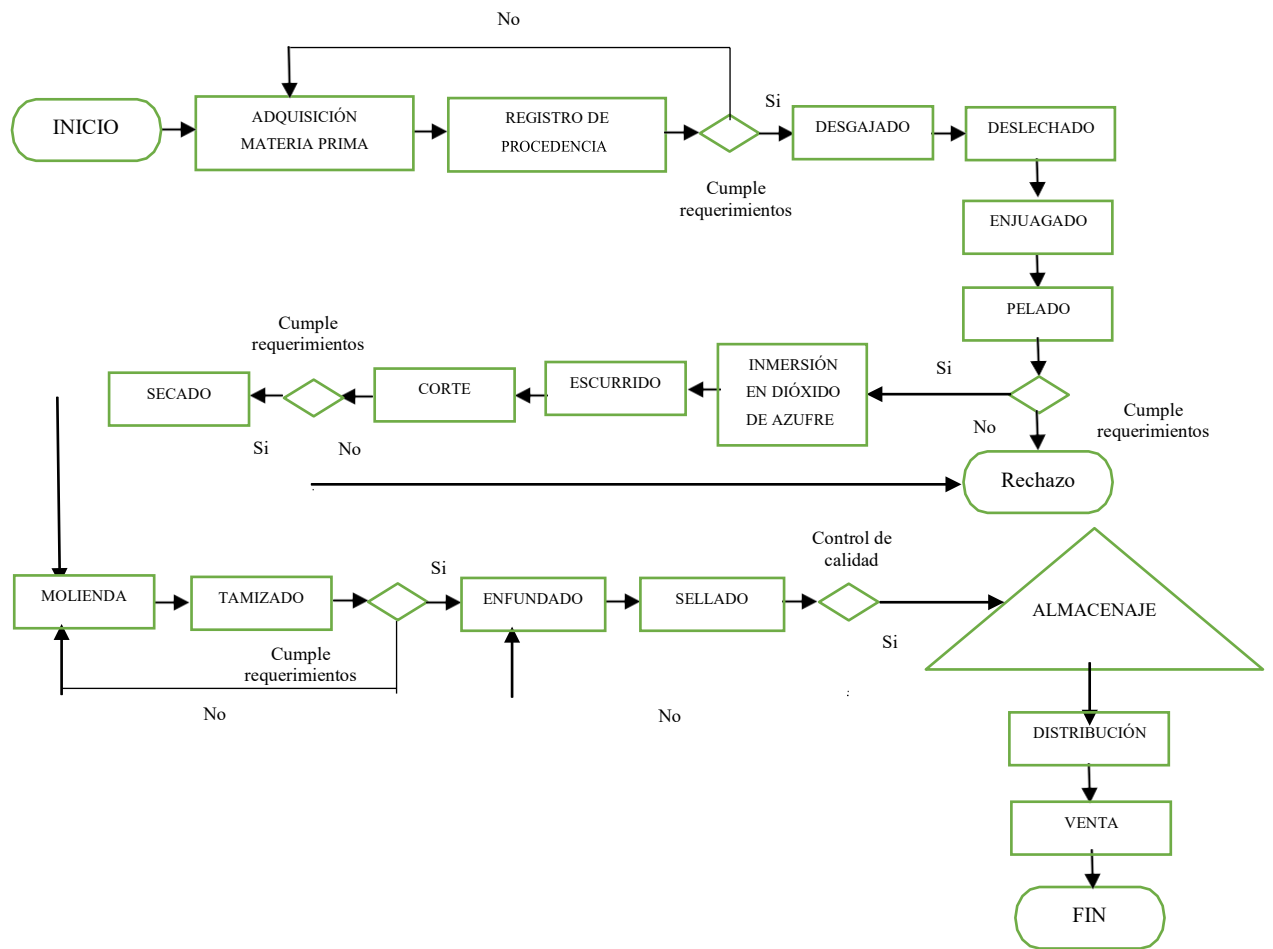 No
INICIO
ADQUISICIÓN
MATERIA PRIMA
REGISTRO DE
PROCEDENCIA
Si
DESGAJADO
DESLECHADO
Cumple
requerimientos
ENJUAGADO
PELADO
Cumple
requerimientos
SECADO
CORTE
ESCURRIDO
INMERSIÓN
EN DIÓXIDO
DE AZUFRE
Si
Cumple
requerimientos
Si
No
No
Rechazo
Control de
calidad
MOLIENDA
TAMIZADO
Si
ENFUNDADO
SELLADO
ALMACENAJE
Si
Cumple
requerimientos
No
No
DISTRIBUCIÓN
VENTA
FIN